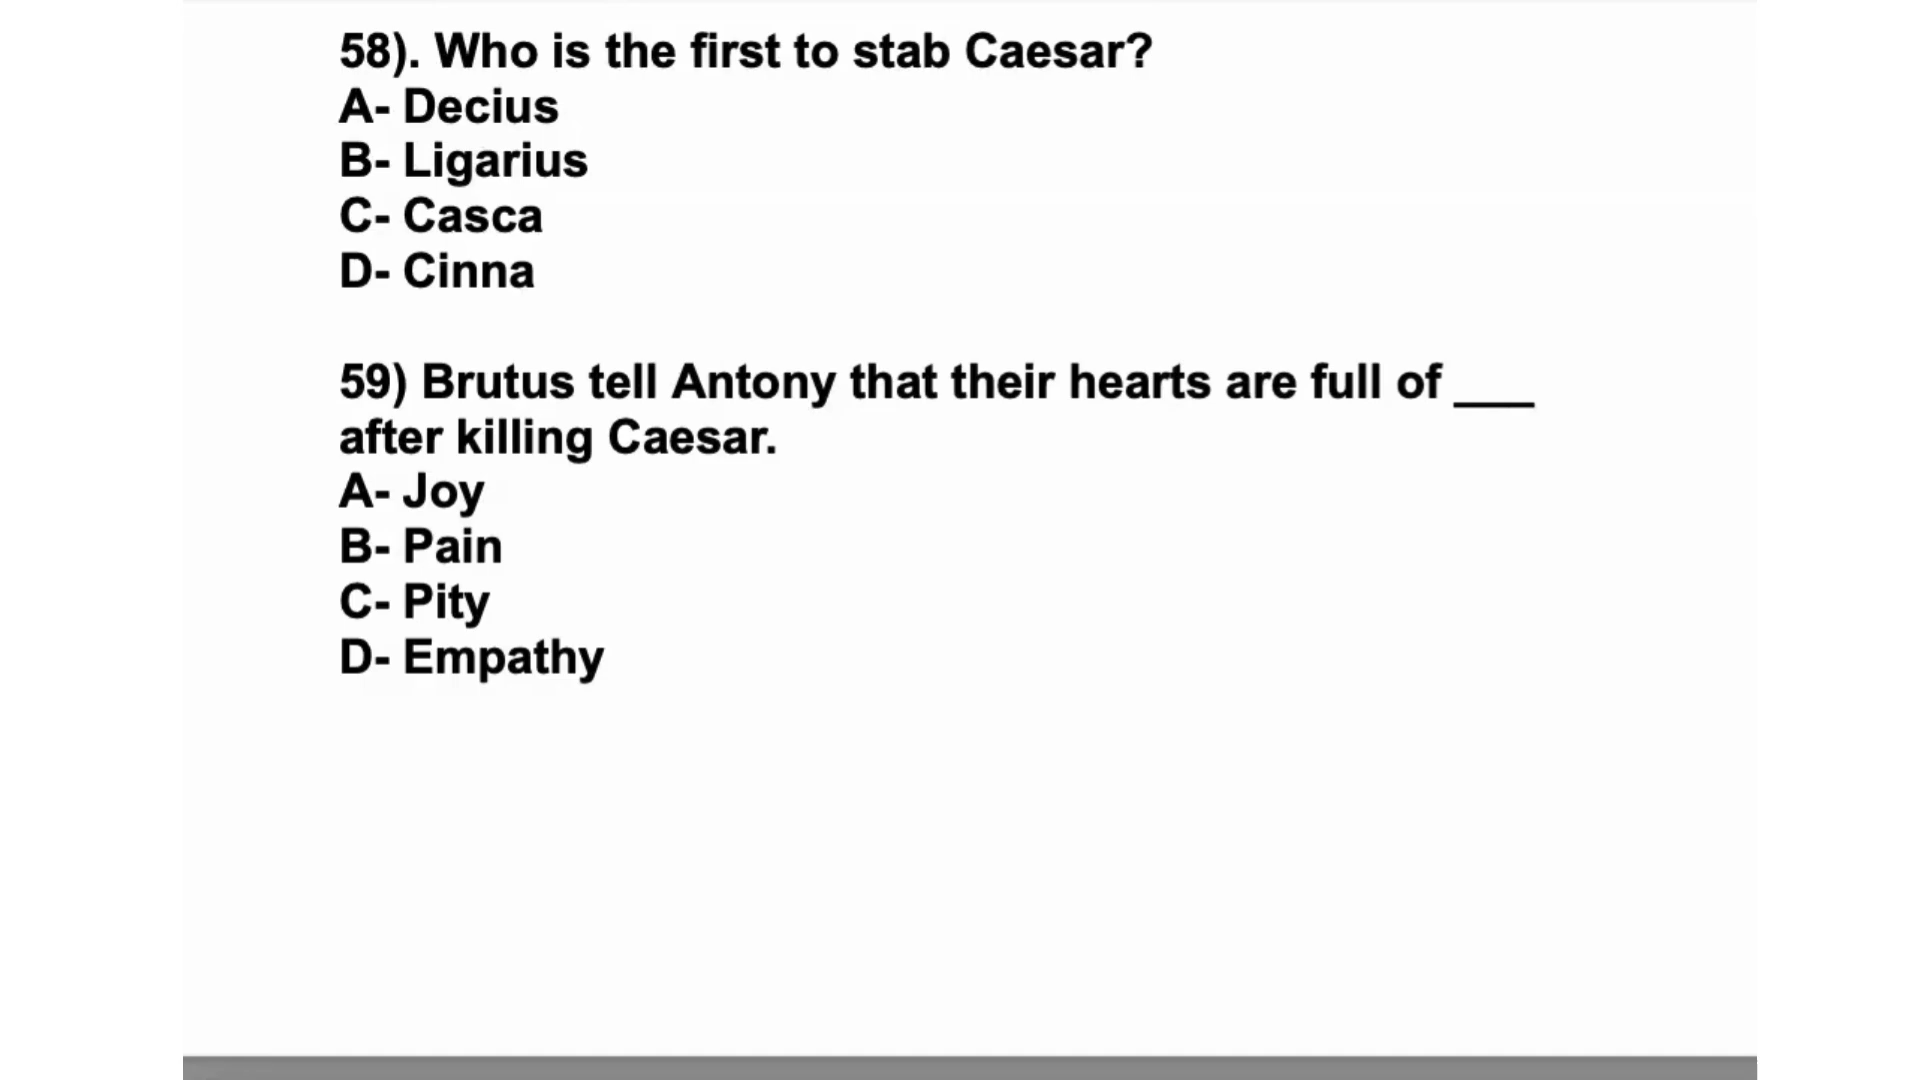 58). Who is the first to stab Caesar?
A- Decius
B- Ligarius
C- Casca
D- Cinna
59) Brutus tell Antony that their hearts are full of ___
after killing Caesar.
A- Joy
B- Pain
C- Pity
D- Empathy